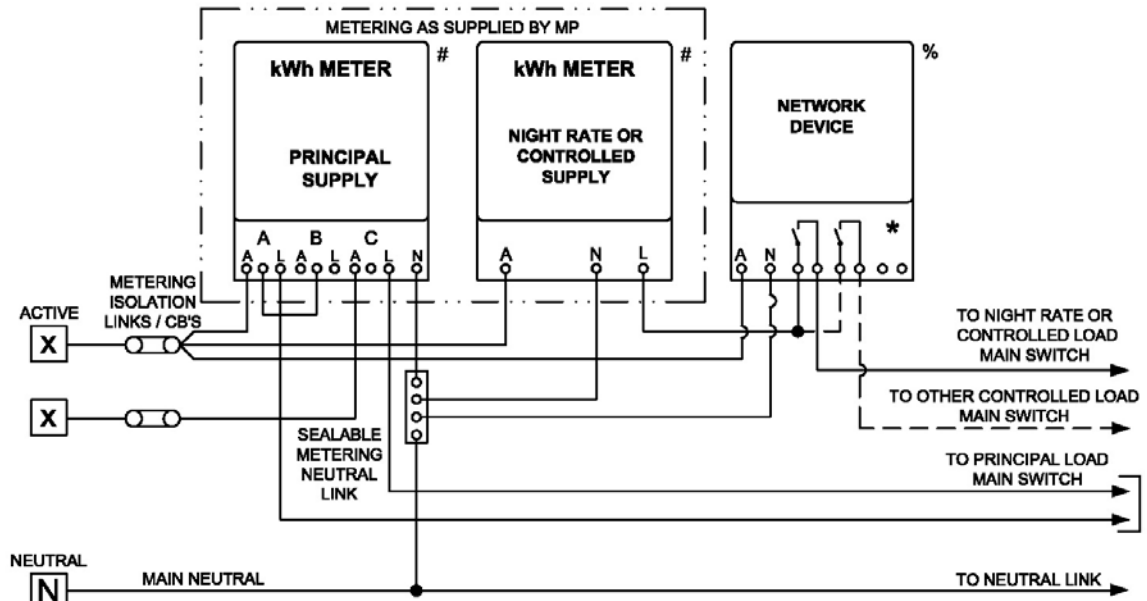 METERING AS SUPPLIED BY MP
kWh METER
#
kWh METER
#
%
NETWORK
DEVICE
PRINCIPAL
SUPPLY
NIGHT RATE OR
CONTROLLED
SUPPLY
A B C
*
A L A L A L N
A N L
A N
METERING
ISOLATION
LINKS / CB'S
ACTIVE
X
X
SEALABLE
METERING
NEUTRAL
LINK
TO NIGHT RATE OR
CONTROLLED LOAD
MAIN SWITCH
TO OTHER CONTROLLED LOAD
MAIN SWITCH
TO PRINCIPAL LOAD
MAIN SWITCH
NEUTRAL
N
MAIN NEUTRAL
TO NEUTRAL LINK